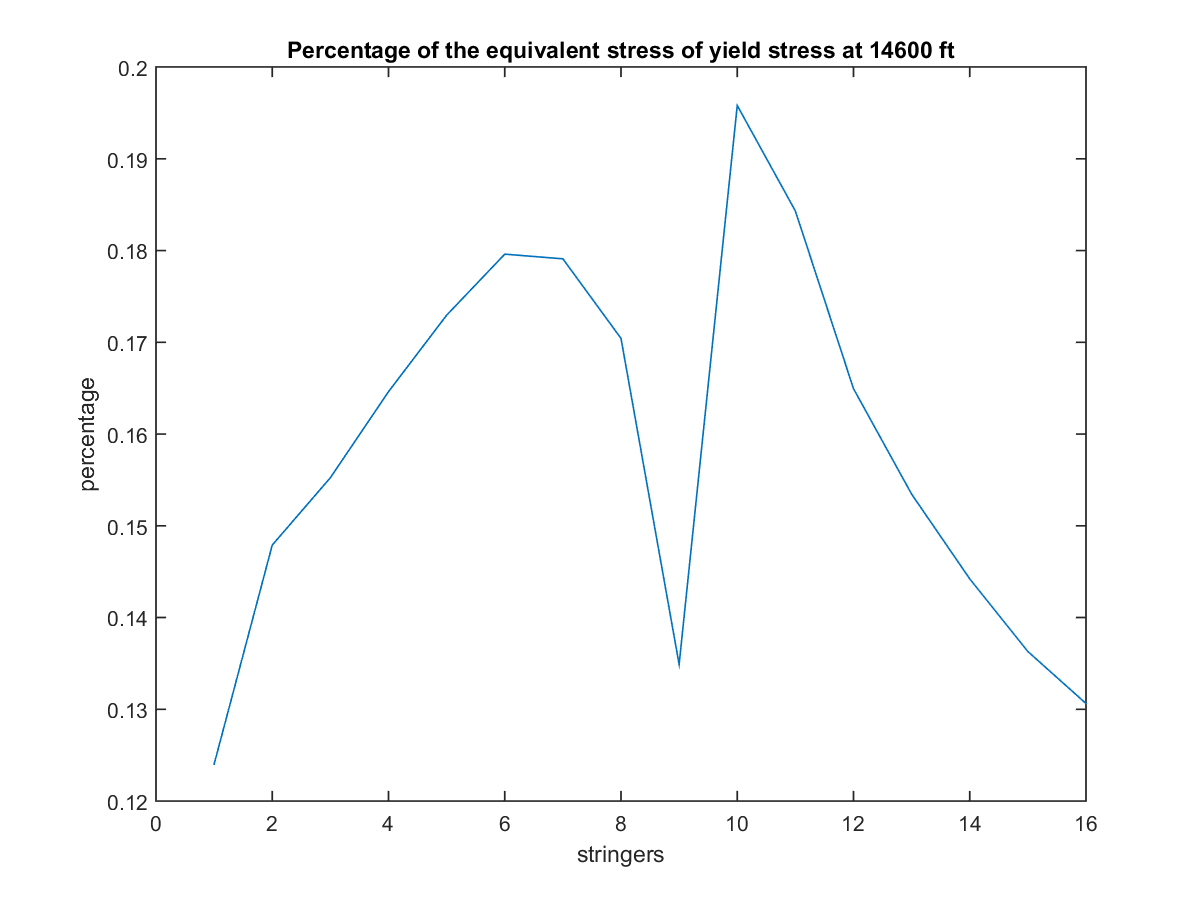 Percentage of the equivalent stress of yield stress at 14600 ft
0.2
0.19
0.18
0.17
0.16
0.15
0.14
0.13
0.12
percentage
0 2 4 6 8 10 12 14 16
stringers